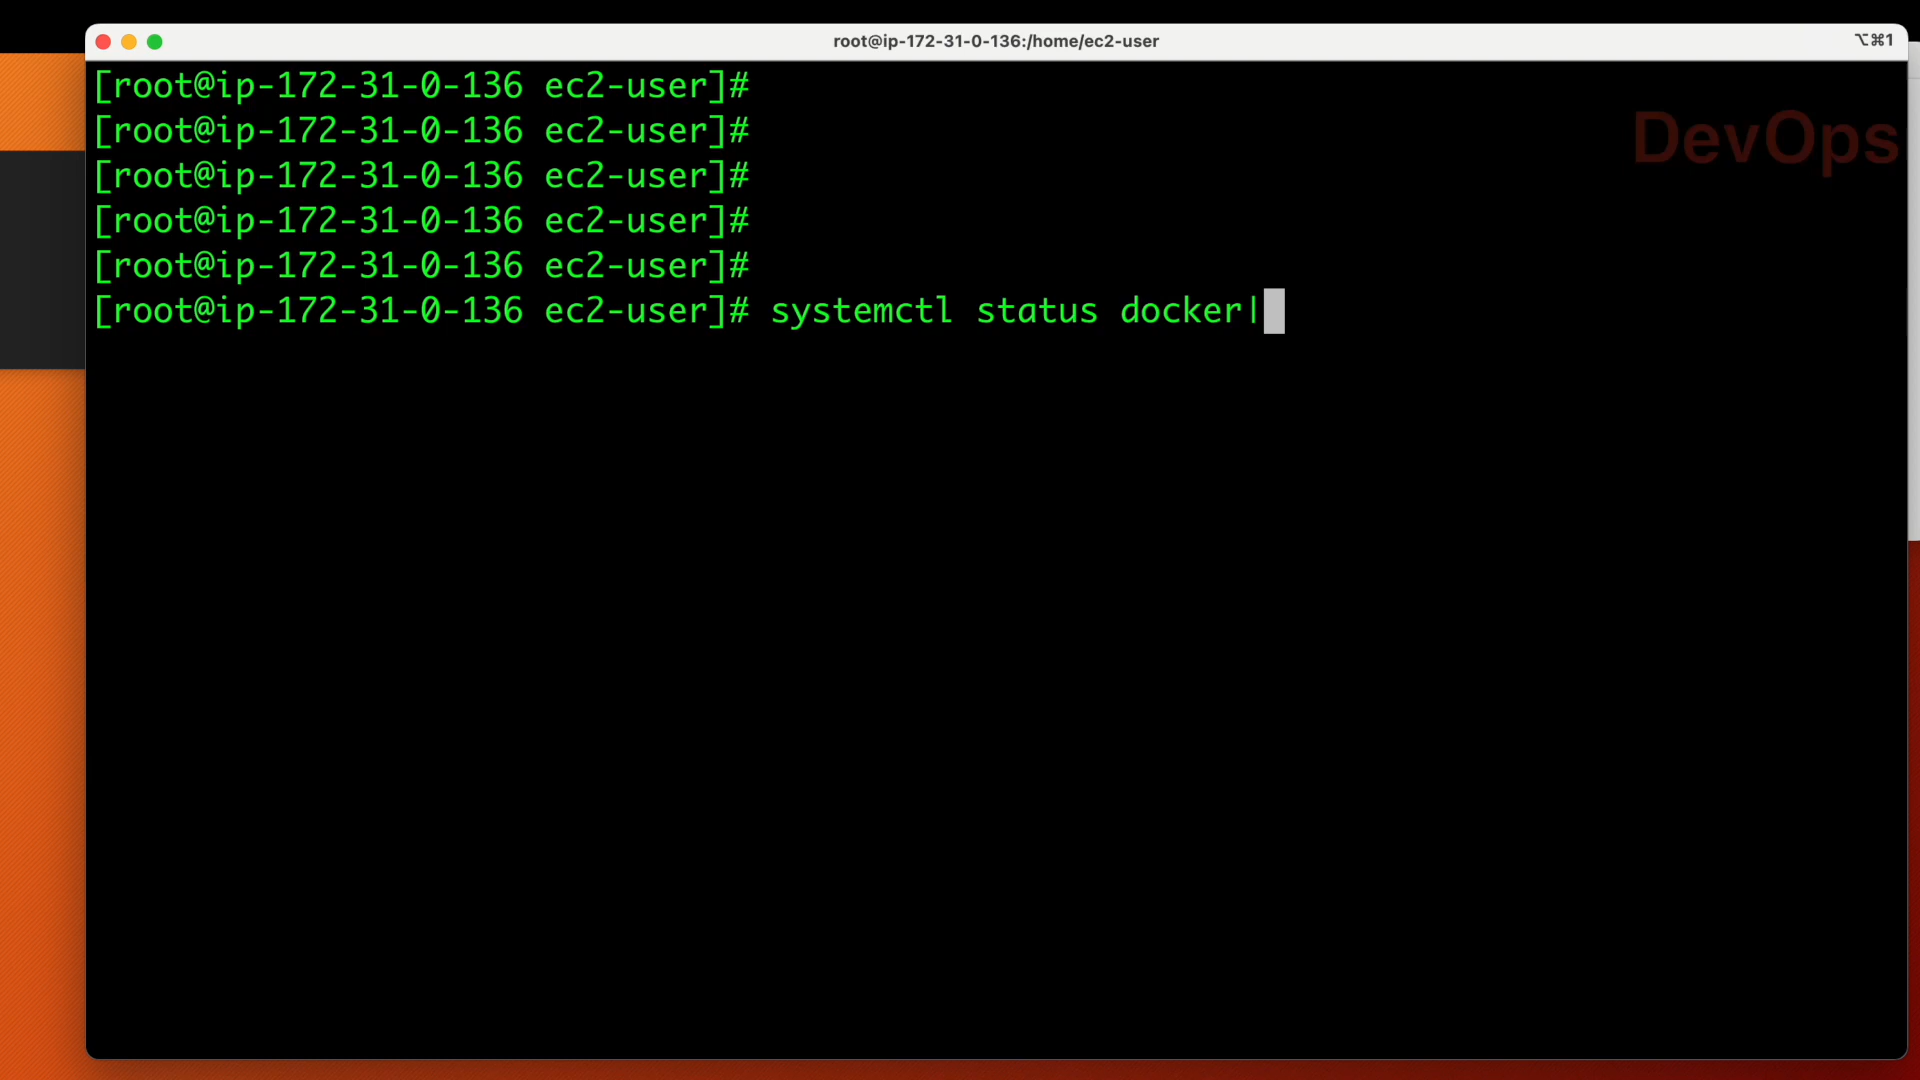 root@ip-172-31-0-136:/home/ec2-user
⌥⌘1
[root@ip-172-31-0-136 ec2-user]#
[root@ip-172-31-0-136 ec2-user]#
[root@ip-172-31-0-136 ec2-user]#
[root@ip-172-31-0-136 ec2-user]#
[root@ip-172-31-0-136 ec2-user]#
[root@ip-172-31-0-136 ec2-user]# systemctl status docker|
DevOps